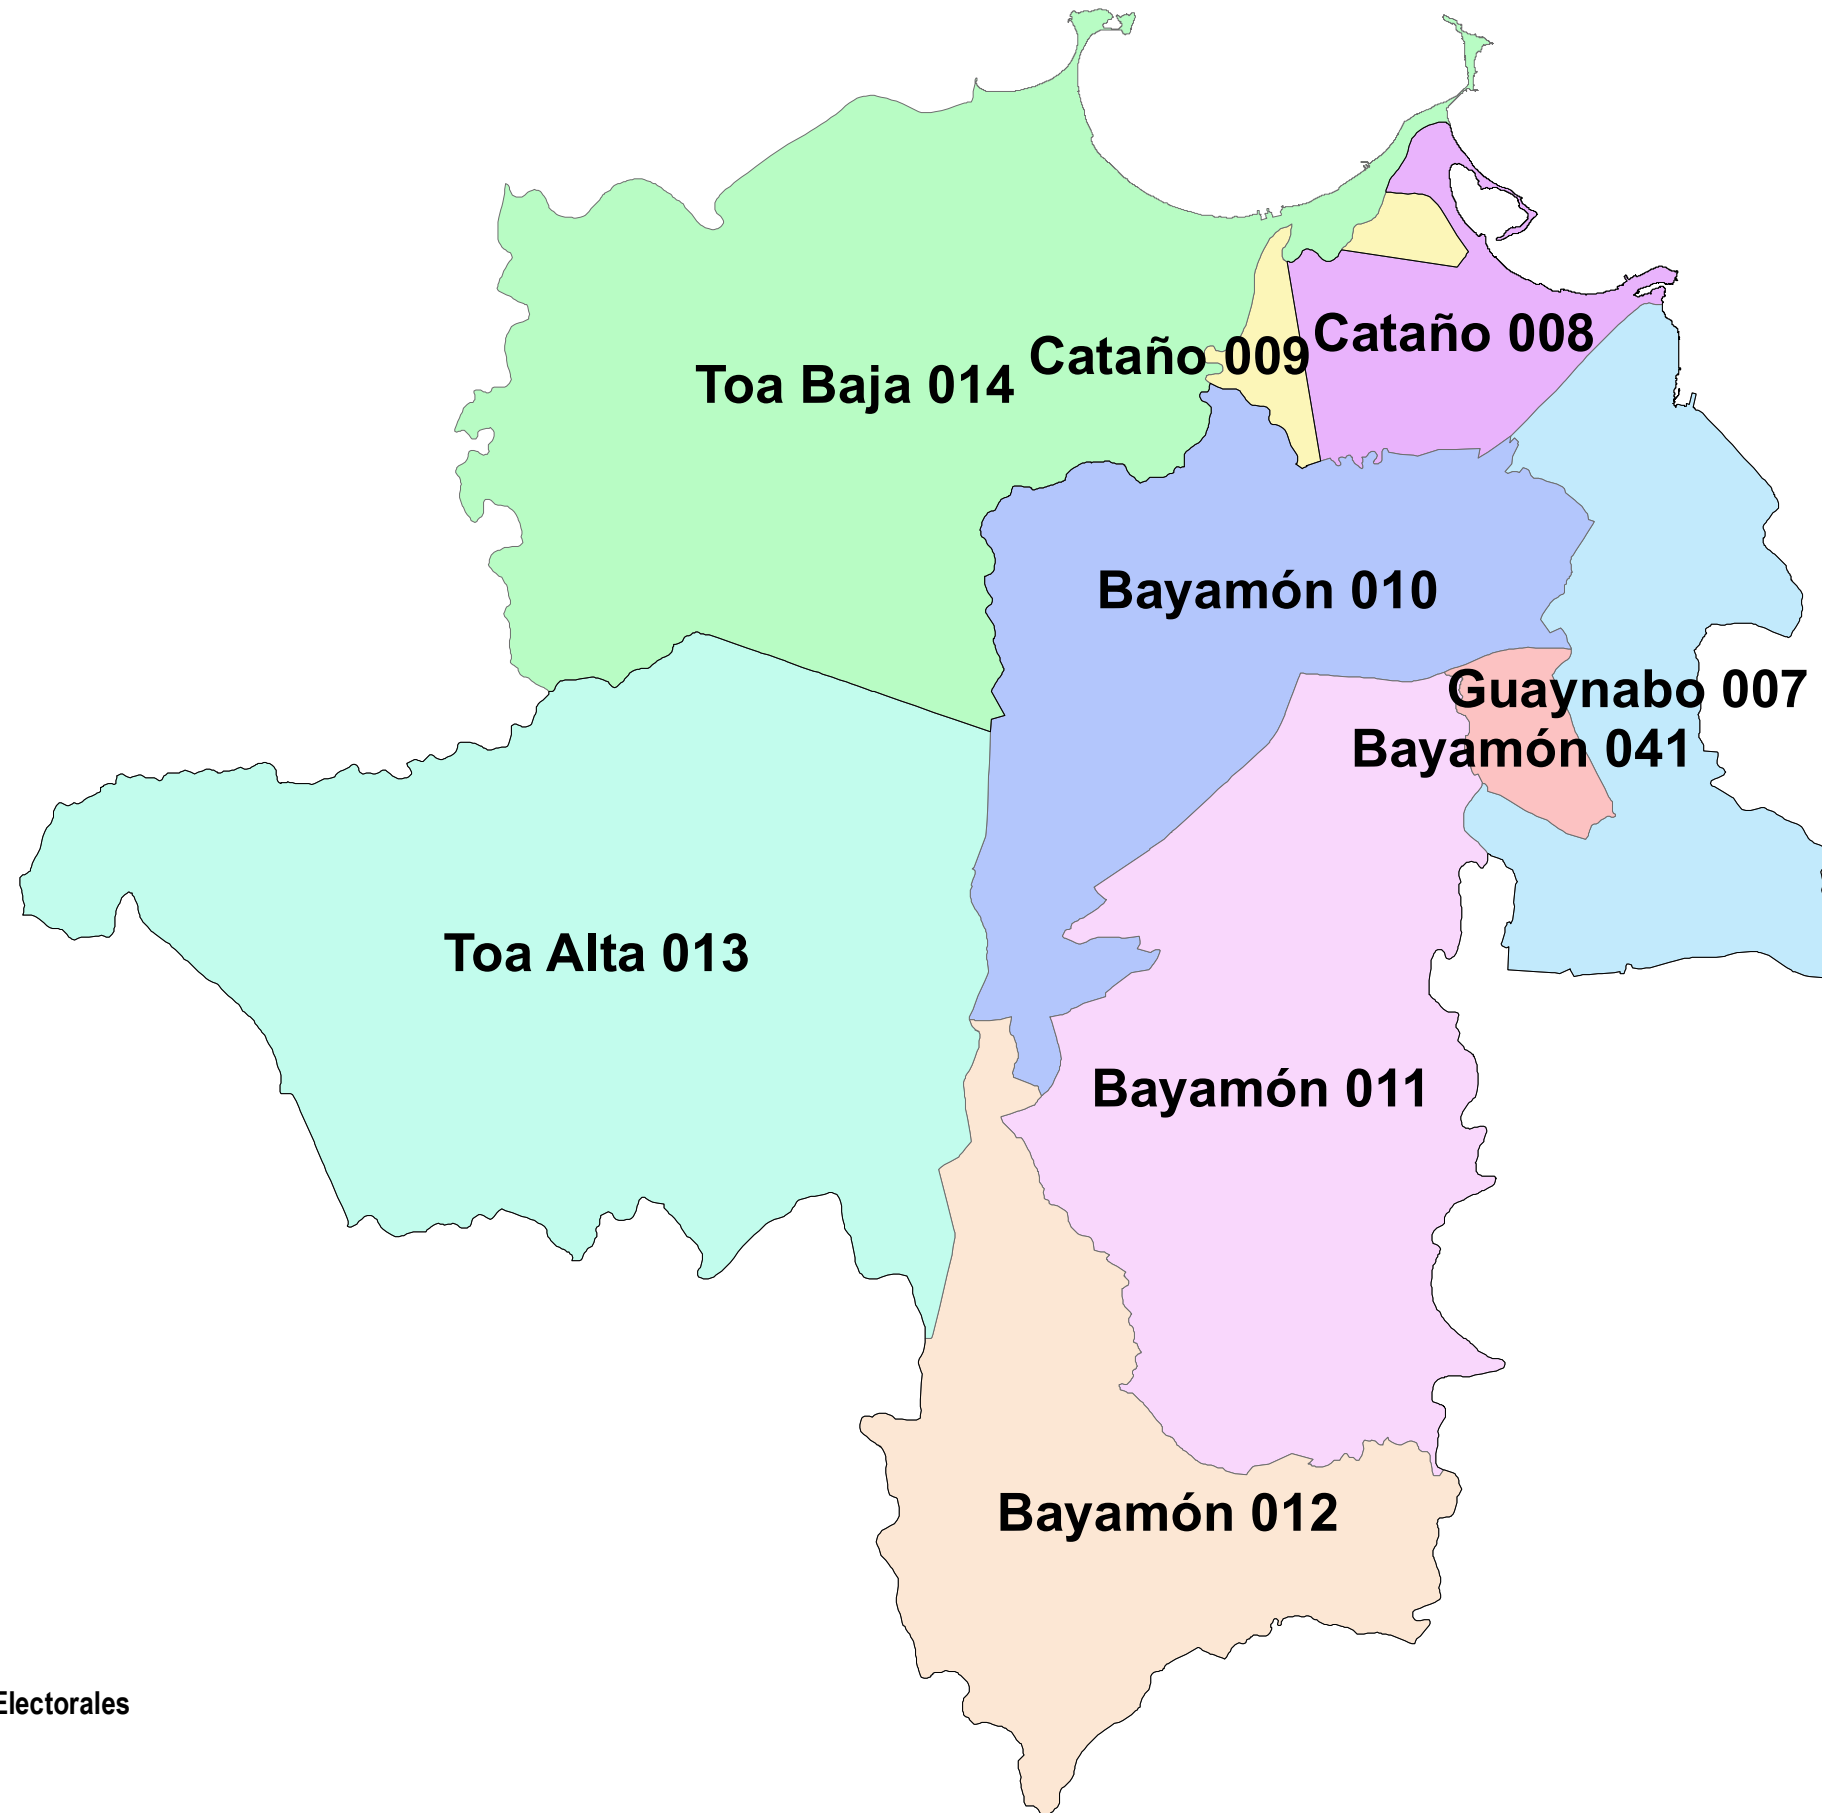 Cataño 008
Cataño 009
Toa Baja 014
Bayamón 010
Guaynabo 007
Bayamón 041
Toa Alta 013
Bayamón 011
Bayamón 012
Electorales